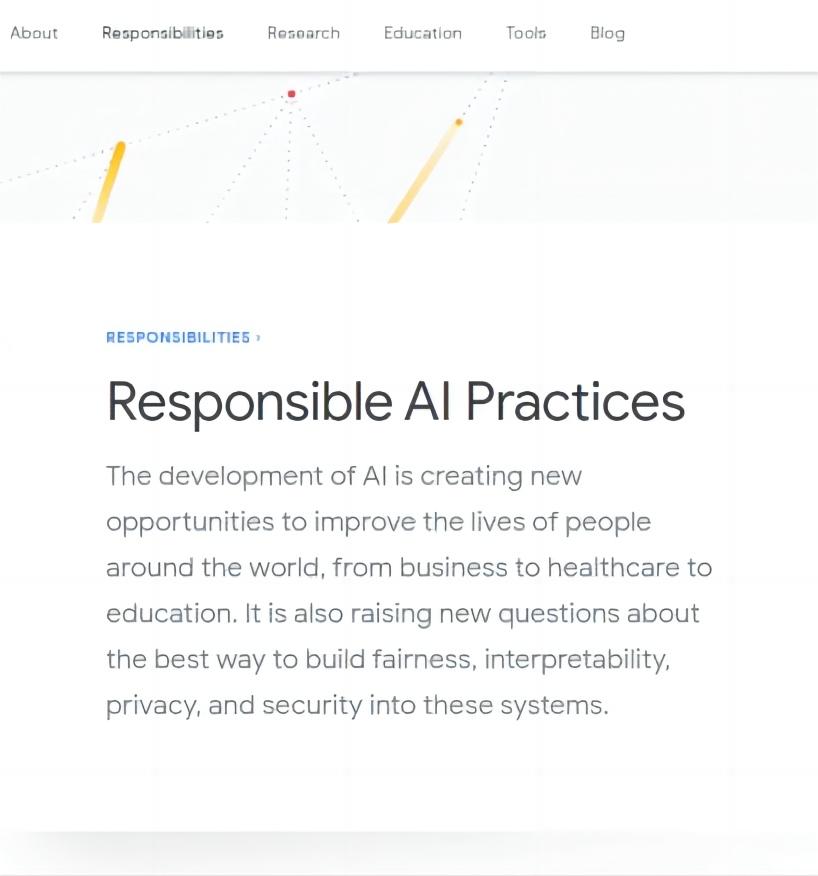 About Responsibilities Research Education Tools Blog
RESPONSIBILITIES ›
Responsible AI Practices
The development of AI is creating new
opportunities to improve the lives of people
around the world, from business to healthcare to
education. It is also raising new questions about
the best way to build fairness, interpretability,
privacy, and security into these systems.